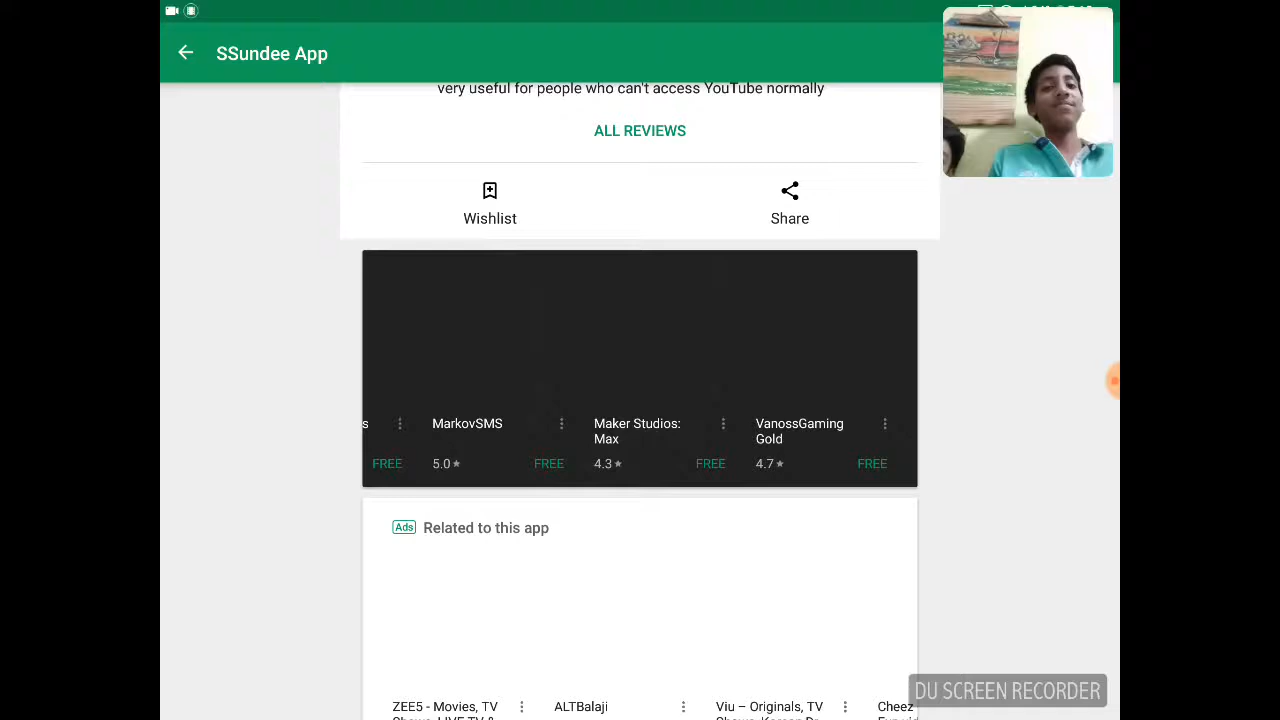 SSundee App
very useful for people who can't access YouTube normally
ALL REVIEWS
Wishlist
Share
s
MarkovSMS
Maker Studios:
Max
VanossGaming
Gold
FREE
5.0
FREE
4.3
FREE
4.7
FREE
Ads Related to this app
ZEE5 - Movies, TV
ALTBalaji
Viu – Originals, TV
Cheez
DU SCREEN RECORDER